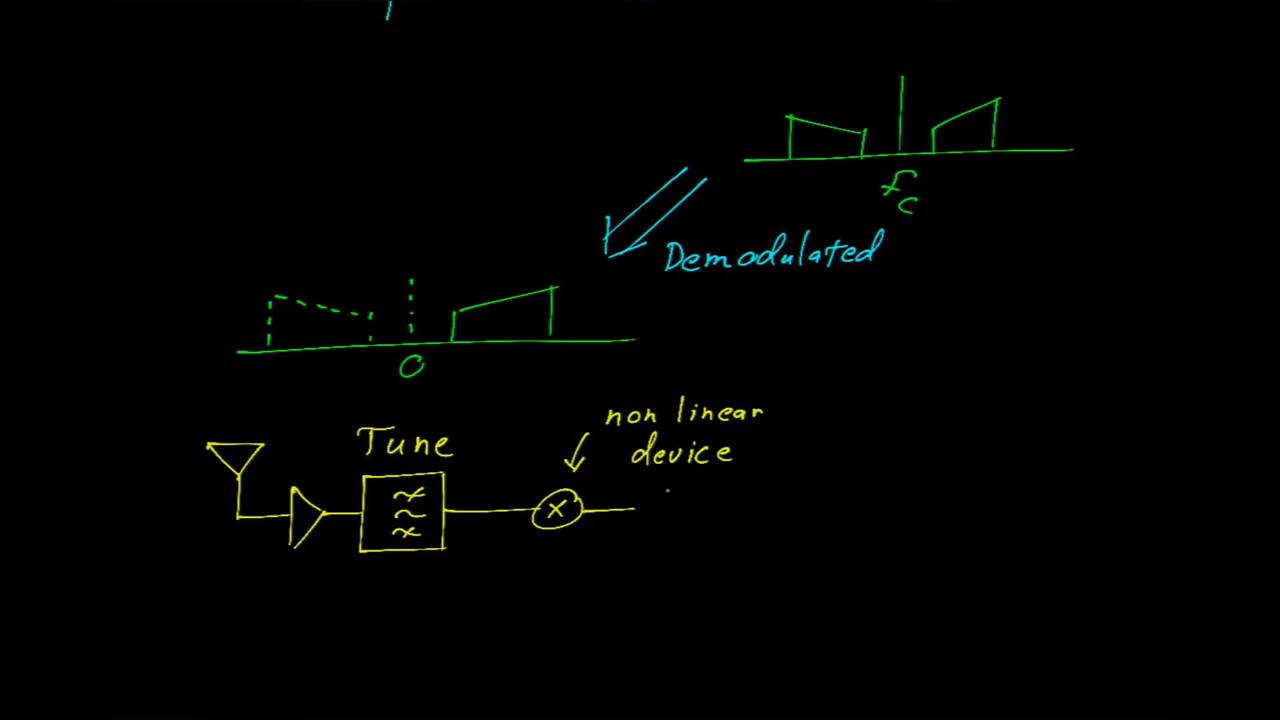 fc
Demodulated
0
non linear
device
Tune
x